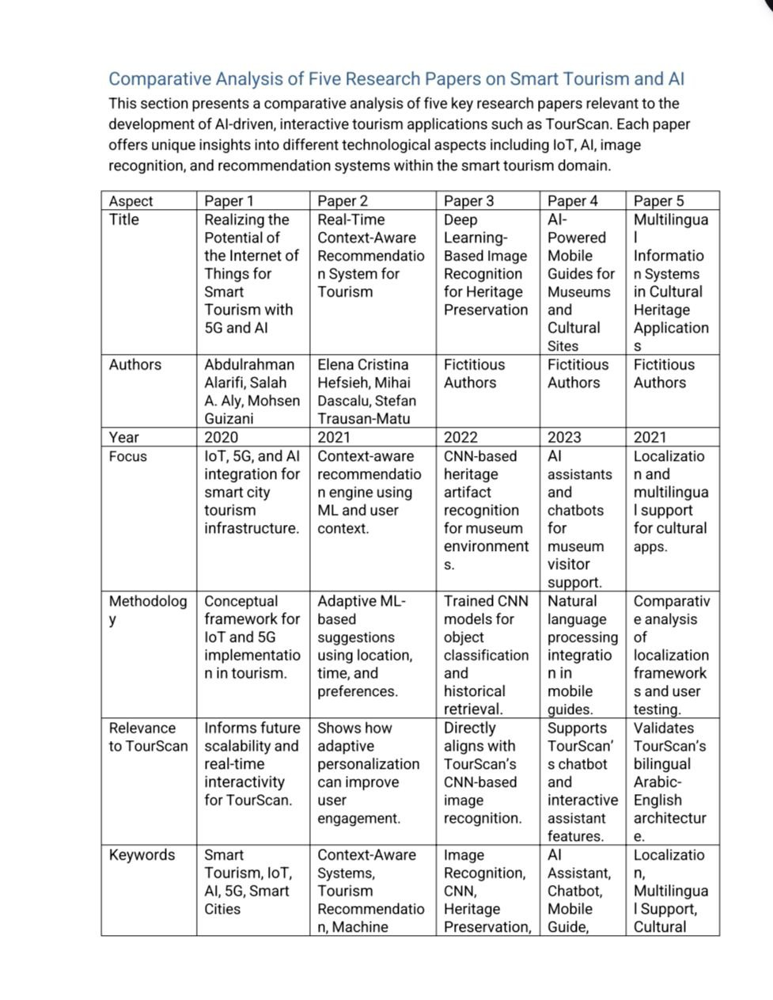 Comparative Analysis of Five Research Papers on Smart Tourism and AI
This section presents a comparative analysis of five key research papers relevant to the
development of AI-driven, interactive tourism applications such as TourScan. Each paper
offers unique insights into different technological aspects including IoT, AI, image
recognition, and recommendation systems within the smart tourism domain.
Aspect Paper 1 Paper 2 Paper 3 Paper 4 Paper 5
Title Realizing the Real-Time Deep AI- Multilingua
Potential of Context-Aware Learning- Powered l
the Internet of Recommendatio Based Image Mobile Informatio
Things for n System for Recognition Guides for n Systems
Smart Tourism for Heritage Museums in Cultural
Tourism with Preservation and Heritage
5G and AI Cultural Application
Sites s
Authors Abdulrahman Elena Cristina Fictitious Fictitious Fictitious
Alarifi, Salah Hefsieh, Mihai Authors Authors Authors
A. Aly, Mohsen Dascalu, Stefan
Guizani Trausan-Matu
Year 2020 2021 2022 2023 2021
Focus IoT, 5G, and AI Context-aware CNN-based AI Localizatio
integration for recommendatio heritage assistants n and
smart city n engine using artifact and multilingua
tourism ML and user recognition chatbots l support
infrastructure. context. for museum for for cultural
environment museum apps.
s. visitor
support.
Methodolog Conceptual Adaptive ML- Trained CNN Natural Comparativ
y framework for based models for language e analysis
IoT and 5G suggestions object processing of
implementatio using location, classification integratio localization
n in tourism. time, and and n in framework
preferences. historical mobile s and user
retrieval. guides. testing.
Relevance Informs future Shows how Directly Supports Validates
to TourScan scalability and adaptive aligns with TourScan’ TourScan’s
real-time personalization TourScan’s s chatbot bilingual
interactivity can improve CNN-based and Arabic-
for TourScan. user image interactive English
engagement. recognition. assistant architectur
features. e.
Keywords Smart Context-Aware Image AI Localizatio
Tourism, IoT, Systems, Recognition, Assistant, n,
AI, 5G, Smart Tourism CNN, Chatbot, Multilingua
Cities Recommendatio Heritage Mobile l Support,
n, Machine Preservation, Guide, Cultural